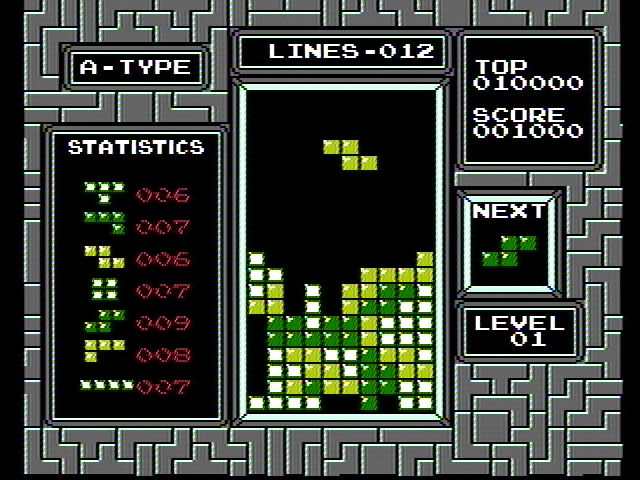 A-TYPE
LINES-012
TOP
010000
SCORE
001000
STATISTICS
006
007
006
007
009
008
007
NEXT
LEVEL
01